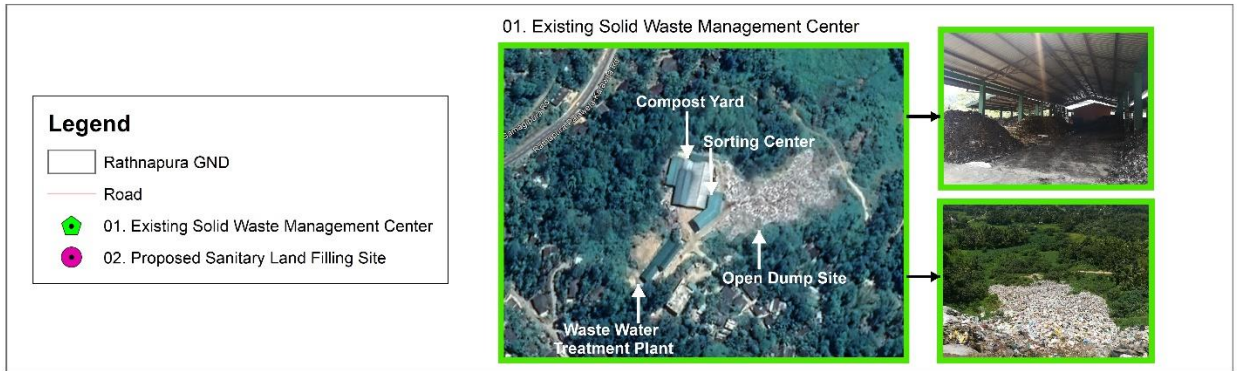 01. Existing Solid Waste Management Center
Legend
Rathnapura GND
Road
01. Existing Solid Waste Management Center
02. Proposed Sanitary Land Filling Site
Compost Yard
Sorting Center
Open Dump Site
Waste Water
Treatment Plant